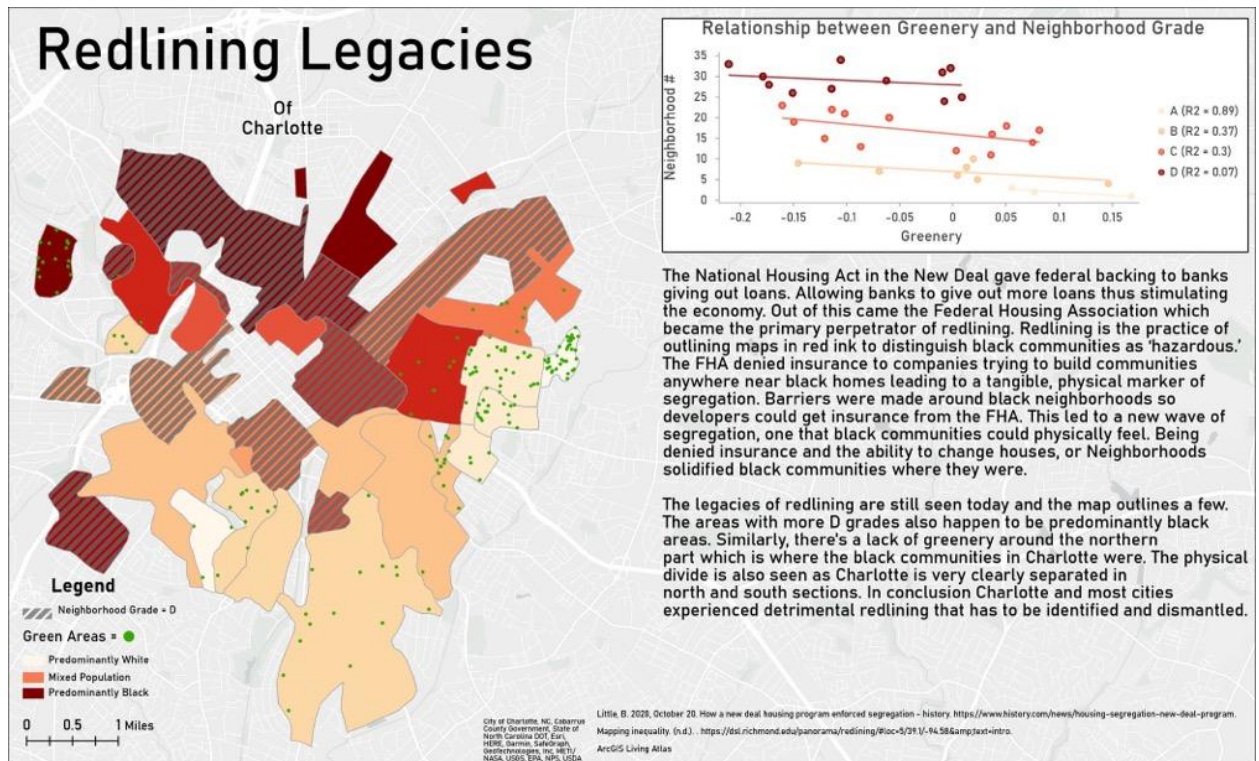 Redlining Legacies
Of
Charlotte
Relationship between Greenery and Neighborhood Grade
Neighborhood #
35
30
25
20
15
10
5
0
-0.2
-0.15
-0.1
-0.05
0
0.05
0.1
0.15
Greenery
A (R2 = 0.89)
B (R2 = 0.37)
C (R2 = 0.3)
D (R2 = 0.07)
The National Housing Act in the New Deal gave federal backing to banks
giving out loans. Allowing banks to give out more loans thus stimulating
the economy. Out of this came the Federal Housing Association which
became the primary perpetrator of redlining. Redlining is the practice of
outlining maps in red ink to distinguish black communities as 'hazardous.'
The FHA denied insurance to companies trying to build communities
anywhere near black homes leading to a tangible, physical marker of
segregation. Barriers were made around black neighborhoods so
developers could get insurance from the FHA. This led to a new wave of
segregation, one that black communities could physically feel. Being
denied insurance and the ability to change houses, or Neighborhoods
solidified black communities where they were.
The legacies of redlining are still seen today and the map outlines a few.
The areas with more D grades also happen to be predominantly black
areas. Similarly, there's a lack of greenery around the northern
part which is where the black communities in Charlotte were. The physical
divide is also seen as Charlotte is very clearly separated in
north and south sections. In conclusion Charlotte and most cities
experienced detrimental redlining that has to be identified and dismantled.
Legend
Neighborhood Grade = D
Green Areas =
Predominantly White
Mixed Population
Predominantly Black
0 0.5 1 Miles
City of Charlotte, NC, Cabarrus
County Government, State of
North Carolina DOT, Esri,
HERE, Garmin, SafeGraph,
Geotechnologies, Inc, METI/
NASA, USGS, EPA, NPS, USDA
Little, B. 2020, October 20. How a new deal housing program enforced segregation - history. https://www.history.com/news/housing-segregation-new-deal-program.
Mapping inequality. (n.d.). . https://dsl.richmond.edu/panorama/redlining/#loc=5/39.1/-94.58&amp;text=intro.
ArcGIS Living Atlas